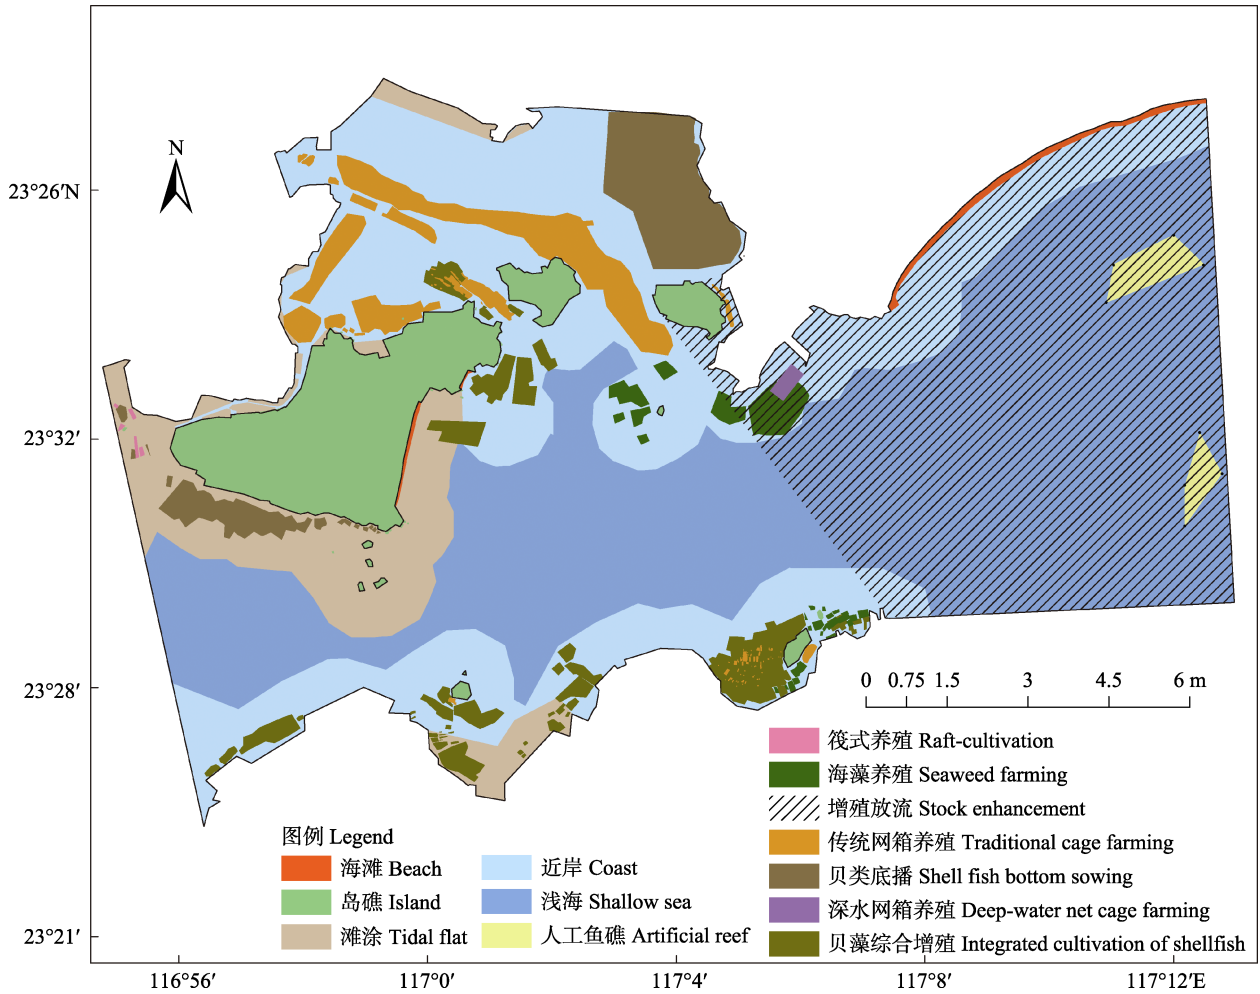 N
23°26′N
23°32′
23°28′
23°21′
0 0.75 1.5 3 4.5 6 m
筏式养殖 Raft-cultivation
海藻养殖 Seaweed farming
增殖放流 Stock enhancement
传统网箱养殖 Traditional cage farming
贝类底播 Shell fish bottom sowing
深水网箱养殖 Deep-water net cage farming
贝藻综合增殖 Integrated cultivation of shellfish
图例 Legend
海滩 Beach
近岸 Coast
岛礁 Island
浅海 Shallow sea
滩涂 Tidal flat
人工鱼礁 Artificial reef
116°56′ 117°0′ 117°4′ 117°8′ 117°12′E